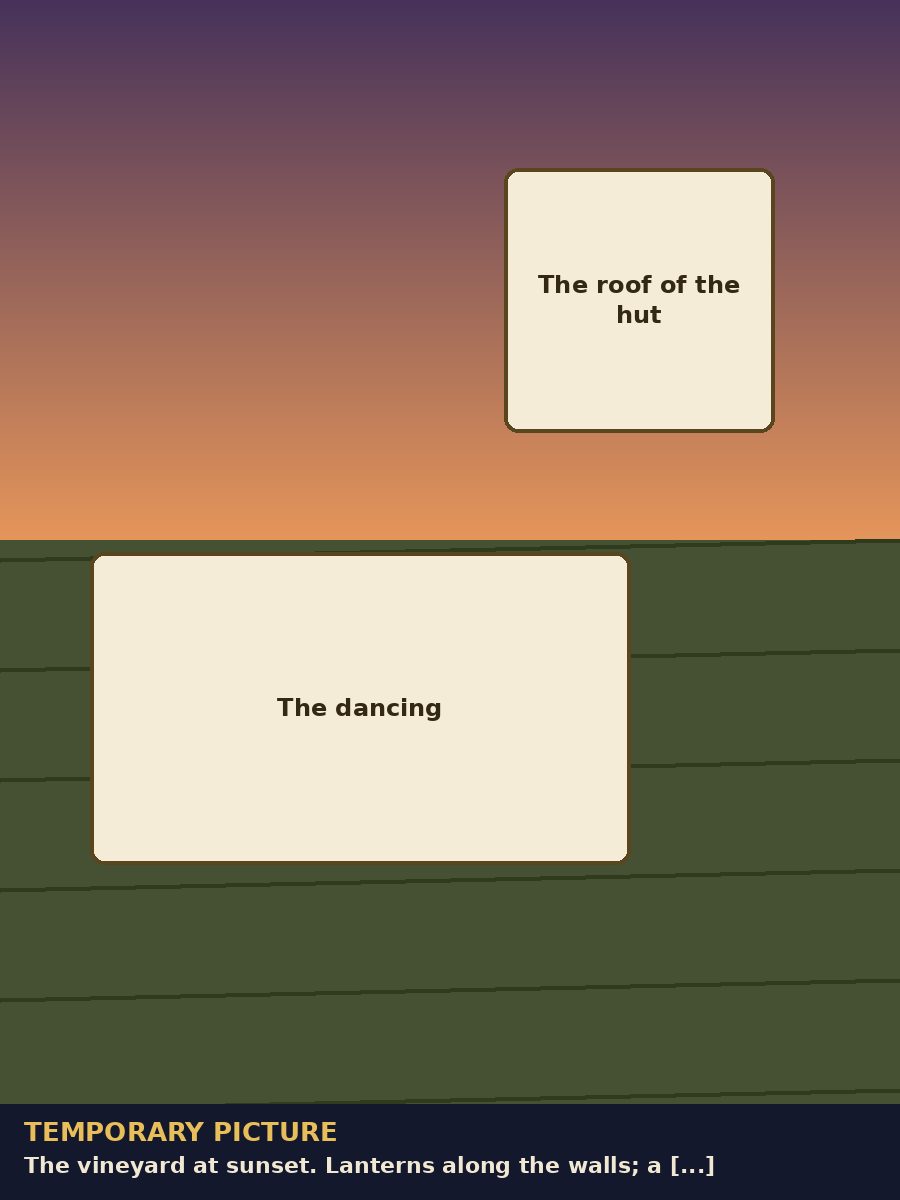 The roof of the
hut
The dancing
TEMPORARY PICTURE
The vineyard at sunset. Lanterns along the walls; a [...]